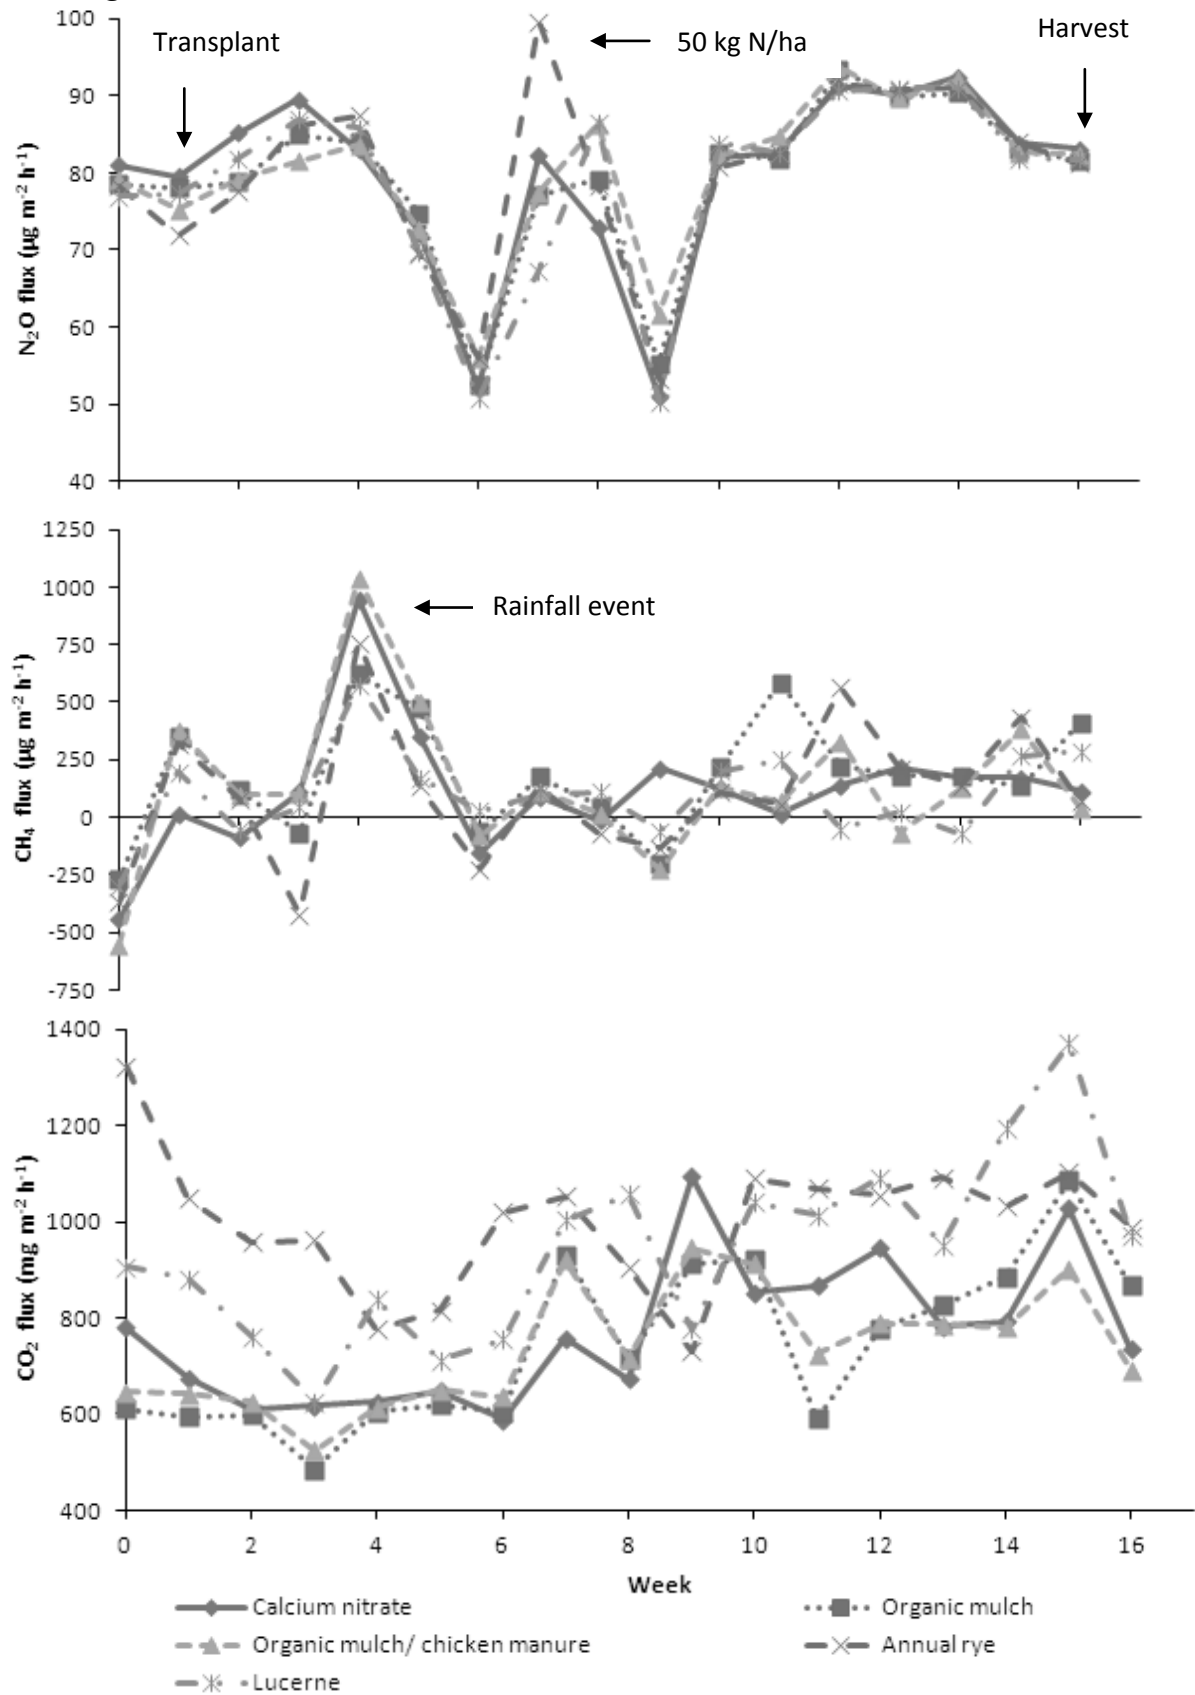 100
Transplant
50 kg N/ha
Harvest
90
80
70
60
50
40
N₂O flux (µg m⁻² h⁻¹)
1250
1000
Rainfall event
750
500
250
0
-250
-500
-750
CH₄ flux (µg m⁻² h⁻¹)
1400
1200
1000
800
600
400
CO₂ flux (mg m⁻² h⁻¹)
0 2 4 6 8 10 12 14 16
Week
Calcium nitrate
Organic mulch
Organic mulch/ chicken manure
Annual rye
Lucerne